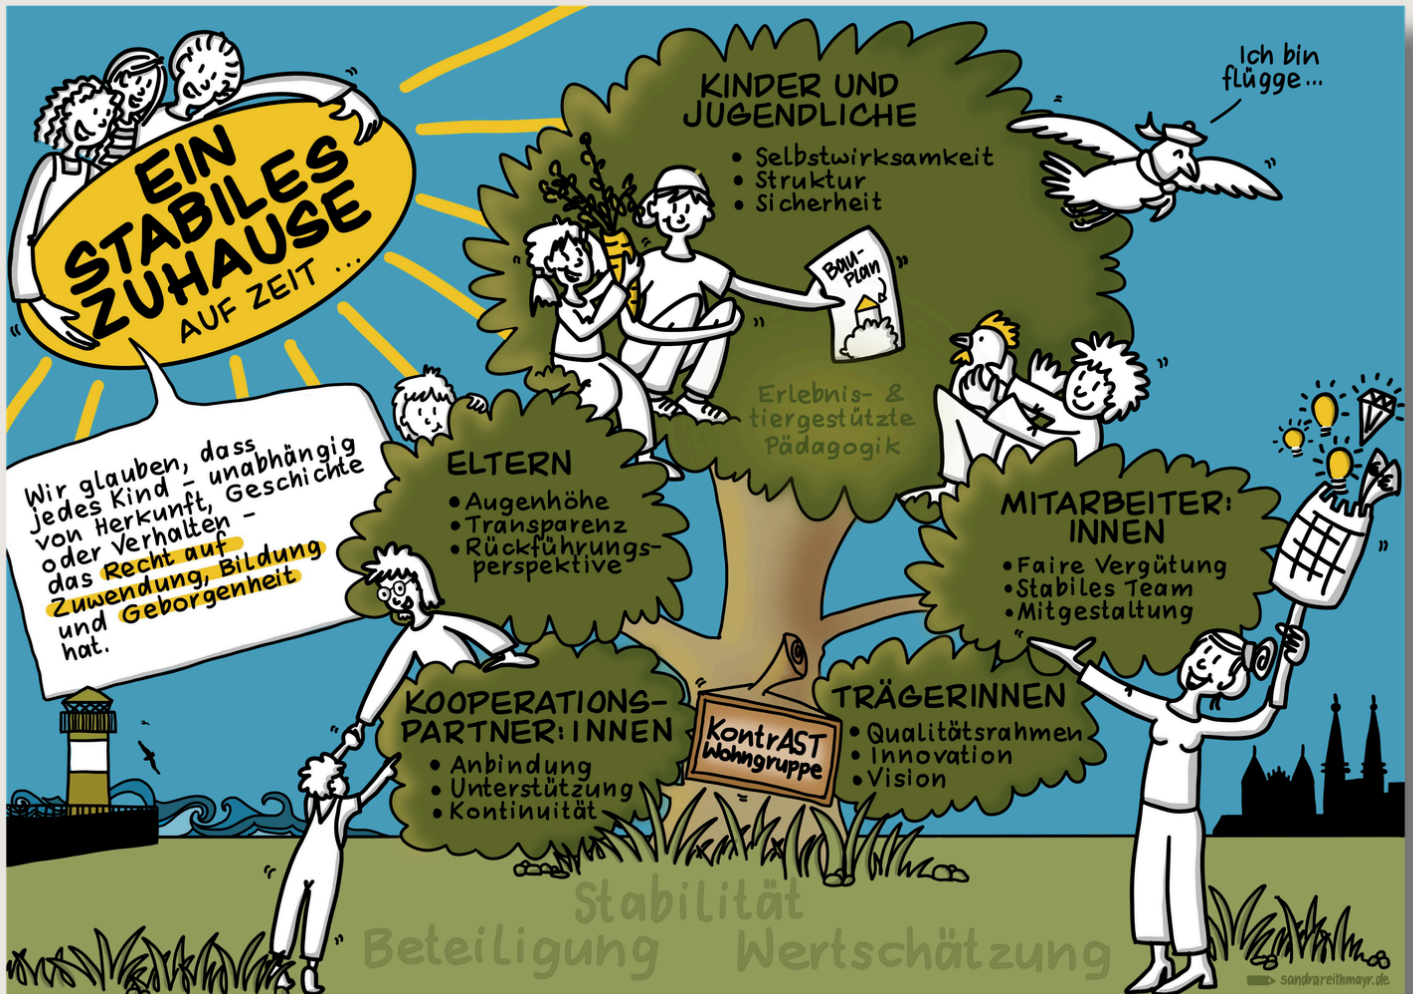 EIN
STABILES
ZUHAUSE
AUF ZEIT ...
Wir glauben, dass
jedes Kind - unabhängig
von Herkunft, Geschichte
oder Verhalten -
das Recht auf
Zuwendung, Bildung
und Geborgenheit
hat.
KINDER UND
JUGENDLICHE
• Selbstwirksamkeit
• Struktur
• Sicherheit
Ich bin
flügge...
Bau-
Plan
Erlebnis- &
tiergestützte
Pädagogik
ELTERN
• Augenhöhe
• Transparenz
• Rückführungs-
perspektive
MITARBEITER:
INNEN
• Faire Vergütung
• Stabiles Team
• Mitgestaltung
KOOPERATIONS-
PARTNER:INNEN
• Anbindung
• Unterstützung
• Kontinuität
KontrAST
Wohngruppe
TRÄGERINNEN
• Qualitätsrahmen
• Innovation
• Vision
€
Stabilität
Beteiligung Wertschätzung
sandrareithmayr.de